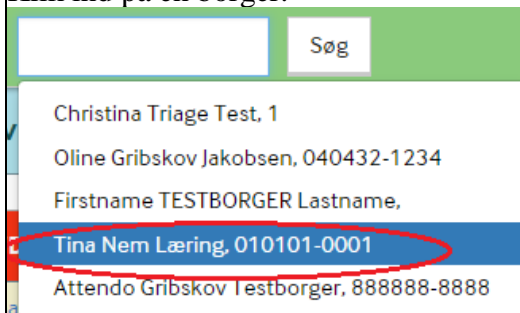 Søg
Christina Triage Test, 1
Oline Gribskov Jakobsen, 040432-1234
Firstname TESTBORGER Lastname,
Tina Nem Læring, 010101-0001
Attendo Gribskov Testborger, 888888-8888